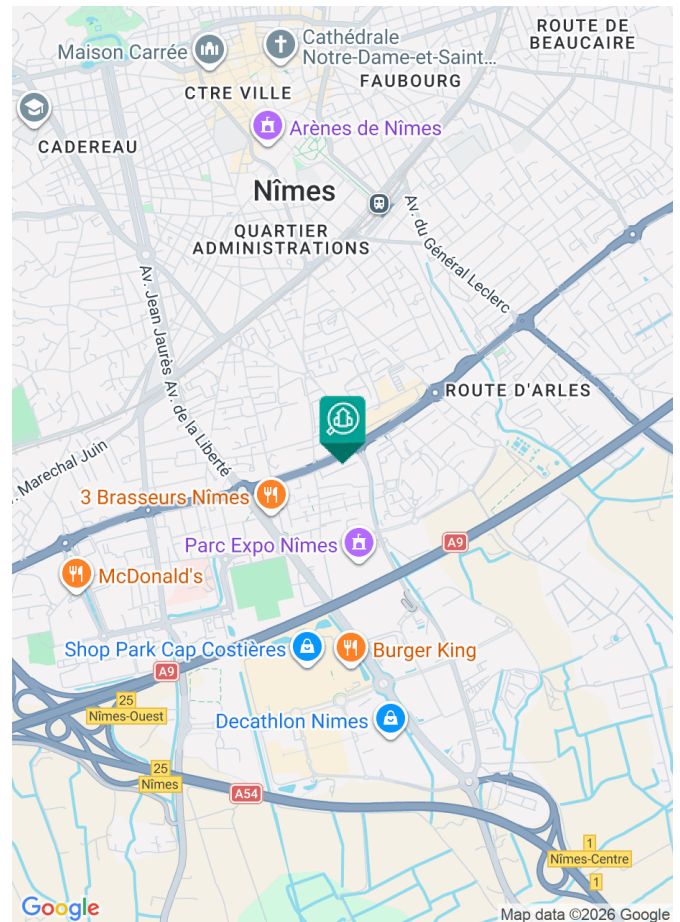 ROUTE DE
BEAUCAIRE
Cathédrale
Notre-Dame-et-Saint...
Maison Carrée
FAUBOURG
CTRE VILLE
Arènes de Nîmes
CADEREAU
Nîmes
QUARTIER
ADMINISTRATIONS
Av. du Général Leclerc
Av. Jean Jaurès
Av. de la Liberté
ROUTE D'ARLES
Marechal Juin
3 Brasseurs Nîmes
Parc Expo Nîmes
A9
McDonald's
Shop Park Cap Costières
Burger King
A9
25
Nîmes-Ouest
Decathlon Nimes
25
Nîmes
A54
1
Nîmes-Centre
1
Google
Map data ©2026 Google